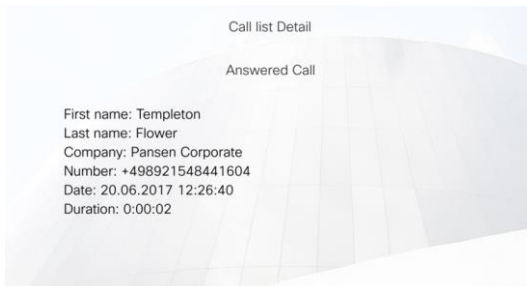 Call list Detail
Answered Call
First name: Templeton
Last name: Flower
Company: Pansen Corporate
Number: +498921548441604
Date: 20.06.2017 12:26:40
Duration: 0:00:02